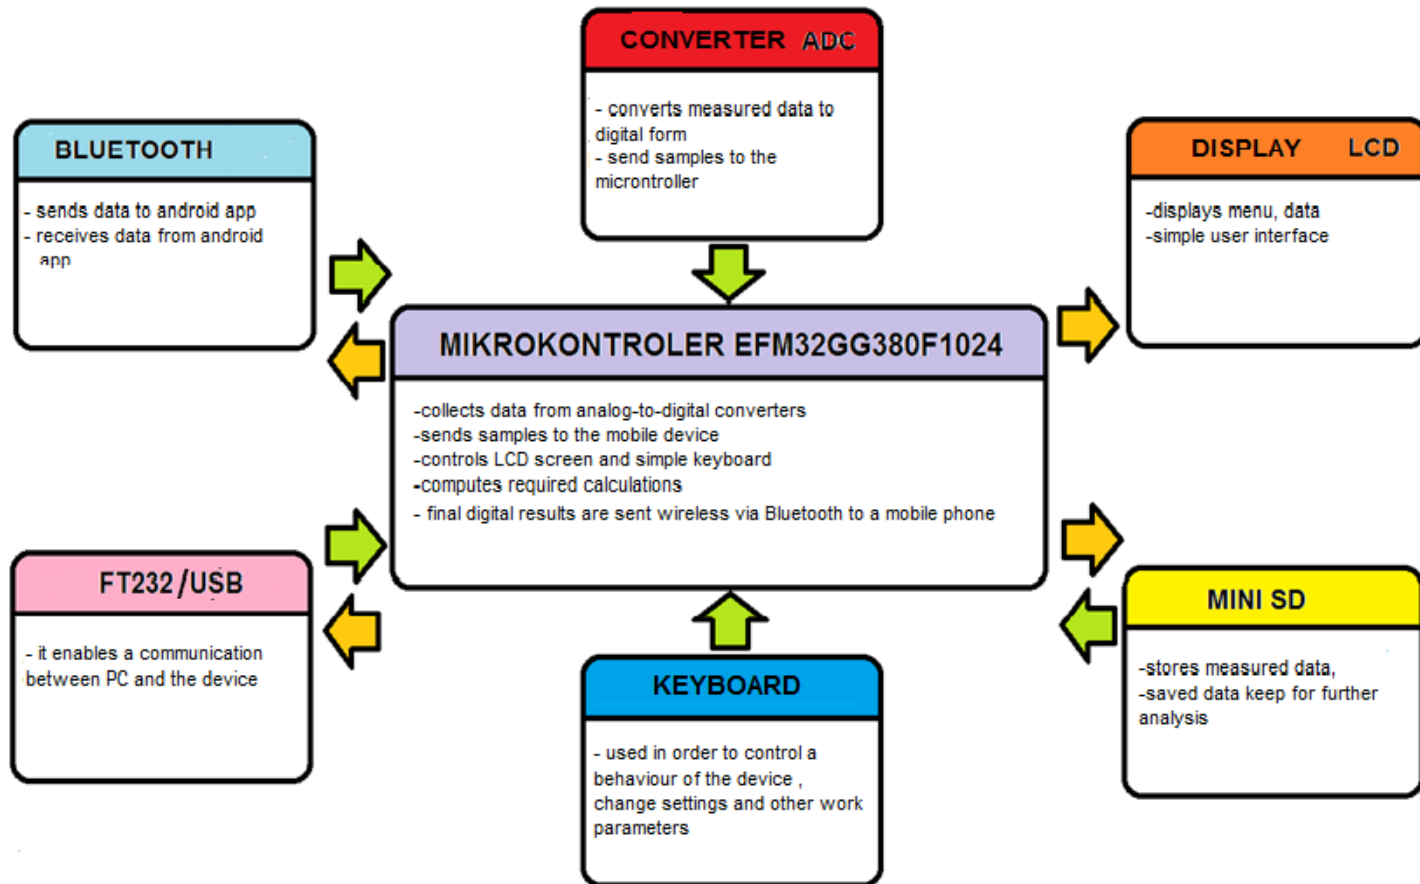 CONVERTER ADC
- converts measured data to
digital form
- send samples to the
microntroller
BLUETOOTH
- sends data to android app
- receives data from android
app
DISPLAY LCD
-displays menu, data
-simple user interface
MIKROKONTROLER EFM32GG380F1024
-collects data from analog-to-digital converters
-sends samples to the mobile device
-controls LCD screen and simple keyboard
-computes required calculations
- final digital results are sent wireless via Bluetooth to a mobile phone
FT232/USB
- it enables a communication
between PC and the device
KEYBOARD
- used in order to control a
behaviour of the device ,
change settings and other work
parameters
MINI SD
-stores measured data,
-saved data keep for further
analysis